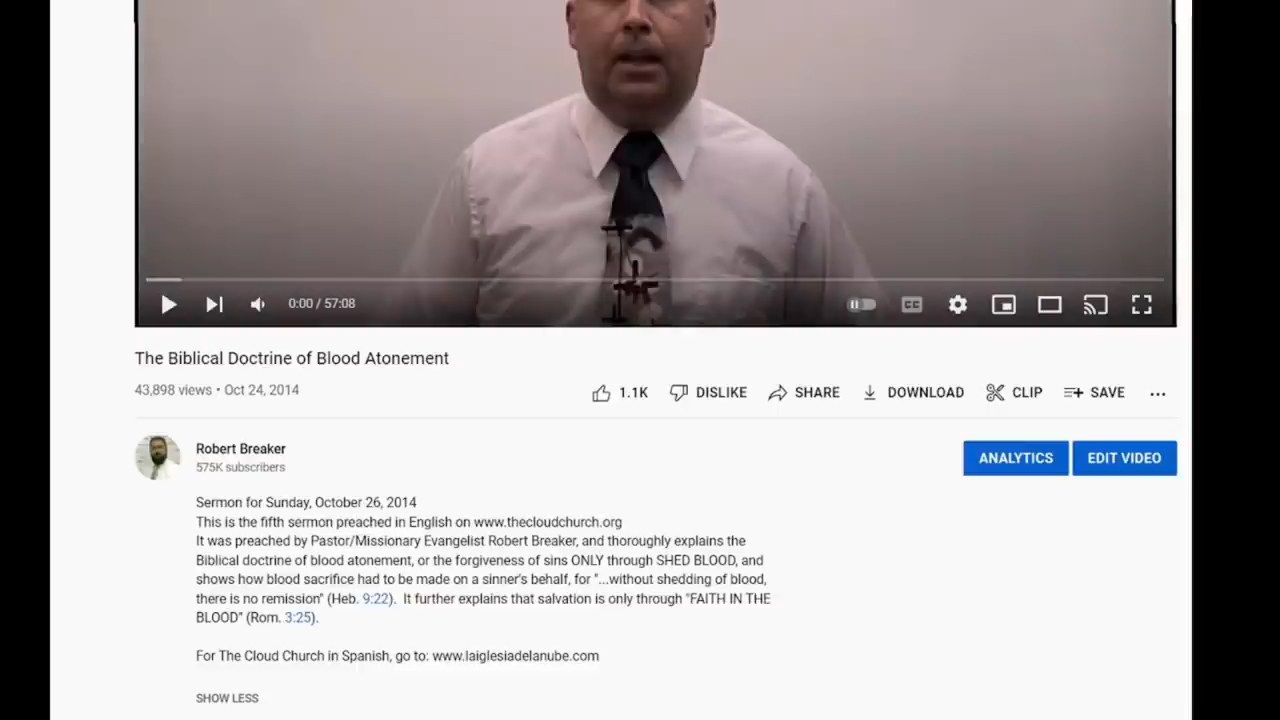 0:00 / 57:08
CC
The Biblical Doctrine of Blood Atonement
43,898 views • Oct 24, 2014
1.1K DISLIKE SHARE DOWNLOAD CLIP SAVE ...
Robert Breaker
575K subscribers
ANALYTICS EDIT VIDEO
Sermon for Sunday, October 26, 2014
This is the fifth sermon preached in English on www.thecloudchurch.org
It was preached by Pastor/Missionary Evangelist Robert Breaker, and thoroughly explains the
Biblical doctrine of blood atonement, or the forgiveness of sins ONLY through SHED BLOOD, and
shows how blood sacrifice had to be made on a sinner's behalf, for "...without shedding of blood,
there is no remission" (Heb. 9:22). It further explains that salvation is only through "FAITH IN THE
BLOOD" (Rom. 3:25).
For The Cloud Church in Spanish, go to: www.laiglesiadelanube.com
SHOW LESS